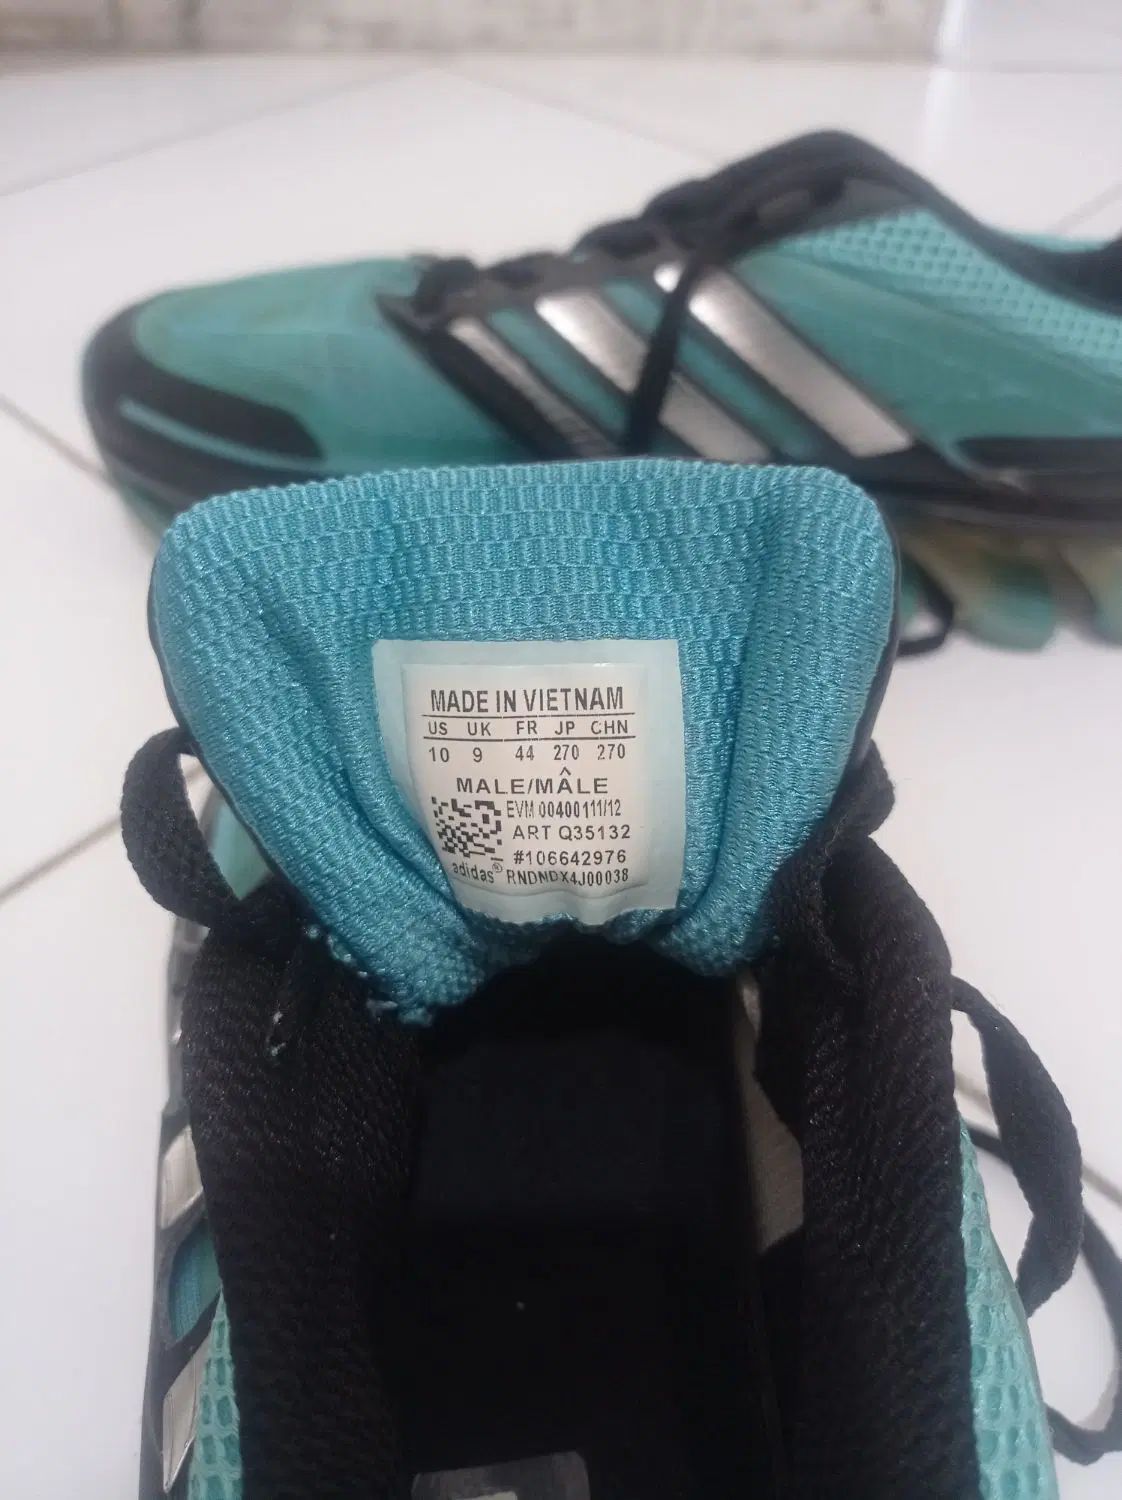 MADE IN VIETNAM
US UK FR JP CHN
10 9 44 270 270
MALE/MÂLE
EVM 00400111/12
ART Q35132
#106642976
adidas® RNDNDX4J00038